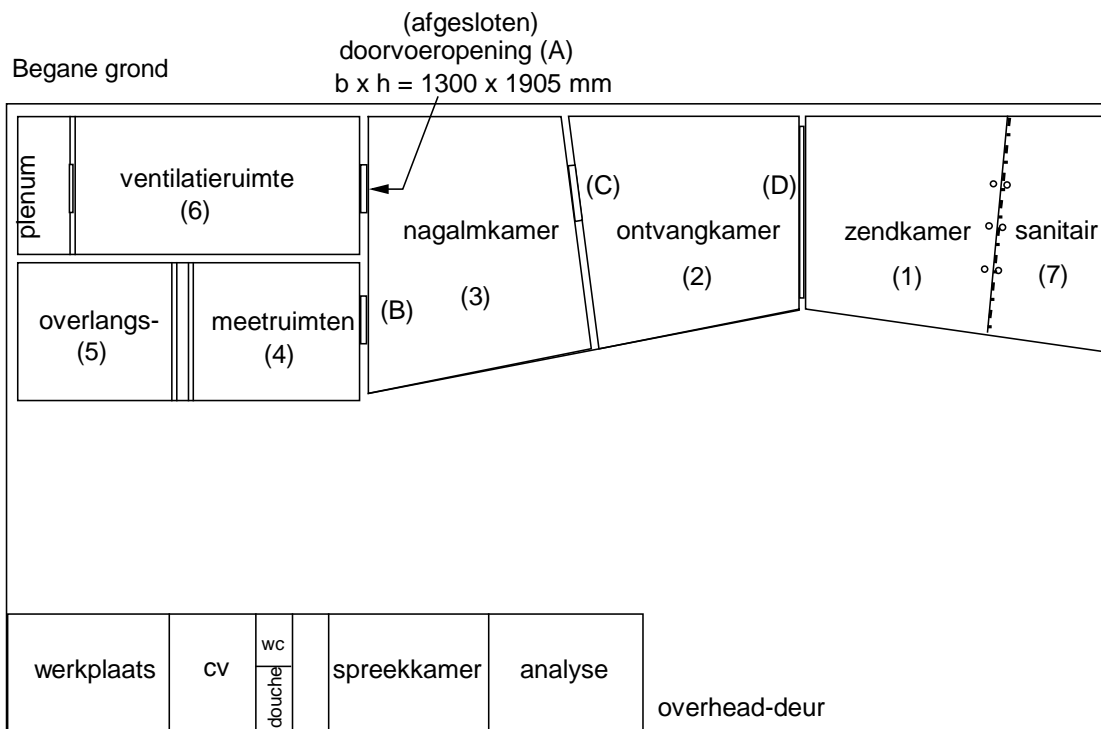 (afgesloten)
doorvoeropening (A)
b x h = 1300 x 1905 mm
Begane grond
plenum
ventilatieruimte
(6)
nagalmkamer
(3)
(C)
ontvangkamer
(2)
(D)
zendkamer
(1)
sanitair
(7)
overlangs-
(5)
meetruimten
(4)
(B)
werkplaats
cv
wc
douche
spreekkamer
analyse
overhead-deur